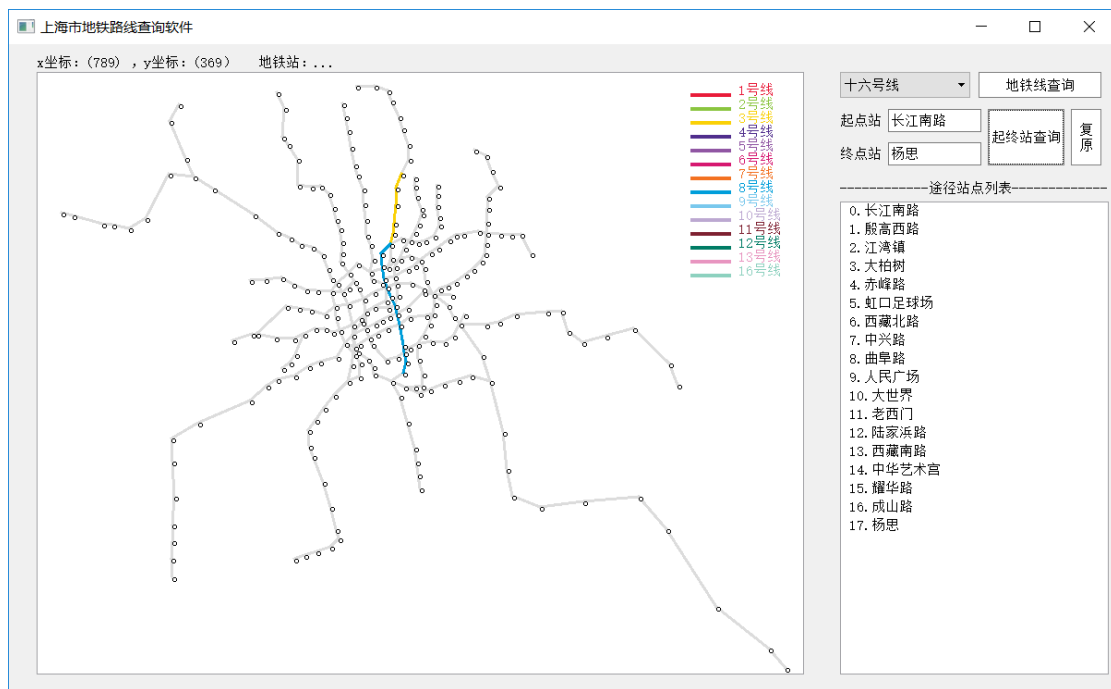 上海市地铁路线查询软件
x坐标：(789) ，y坐标：(369) 地铁站：...
1号线
2号线
3号线
4号线
5号线
6号线
7号线
8号线
9号线
10号线
11号线
12号线
13号线
16号线
十六号线
地铁线查询
起点站
长江南路
终点站
杨思
起终站查询
复原
------------途径站点列表-------------
0.长江南路
1.殷高西路
2.江湾镇
3.大柏树
4.赤峰路
5.虹口足球场
6.西藏北路
7.中兴路
8.曲阜路
9.人民广场
10.大世界
11.老西门
12.陆家浜路
13.西藏南路
14.中华艺术宫
15.耀华路
16.成山路
17.杨思